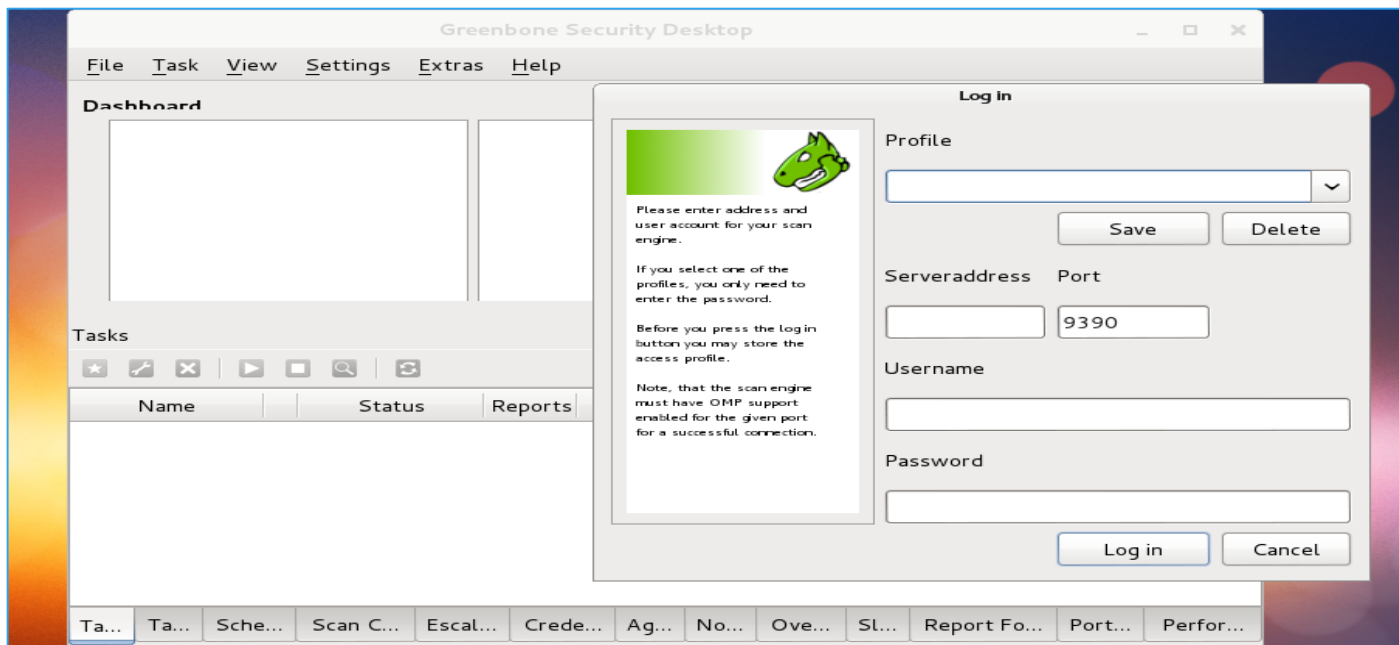 Greenbone Security Desktop
File Task View Settings Extras Help
Dashboard
Tasks
Name Status Reports
Ta... Ta... Sche... Scan C... Escal... Crede... Ag... No... Ove... Sl... Report Fo... Port... Perfor...
Log in
Please enter address and
user account for your scan
engine.
If you select one of the
profiles, you only need to
enter the password.
Before you press the log in
button you may store the
access profile.
Note, that the scan engine
must have OMP support
enabled for the given port
for a successful connection.
Profile
Save Delete
Serveraddress Port
9390
Username
Password
Log in Cancel